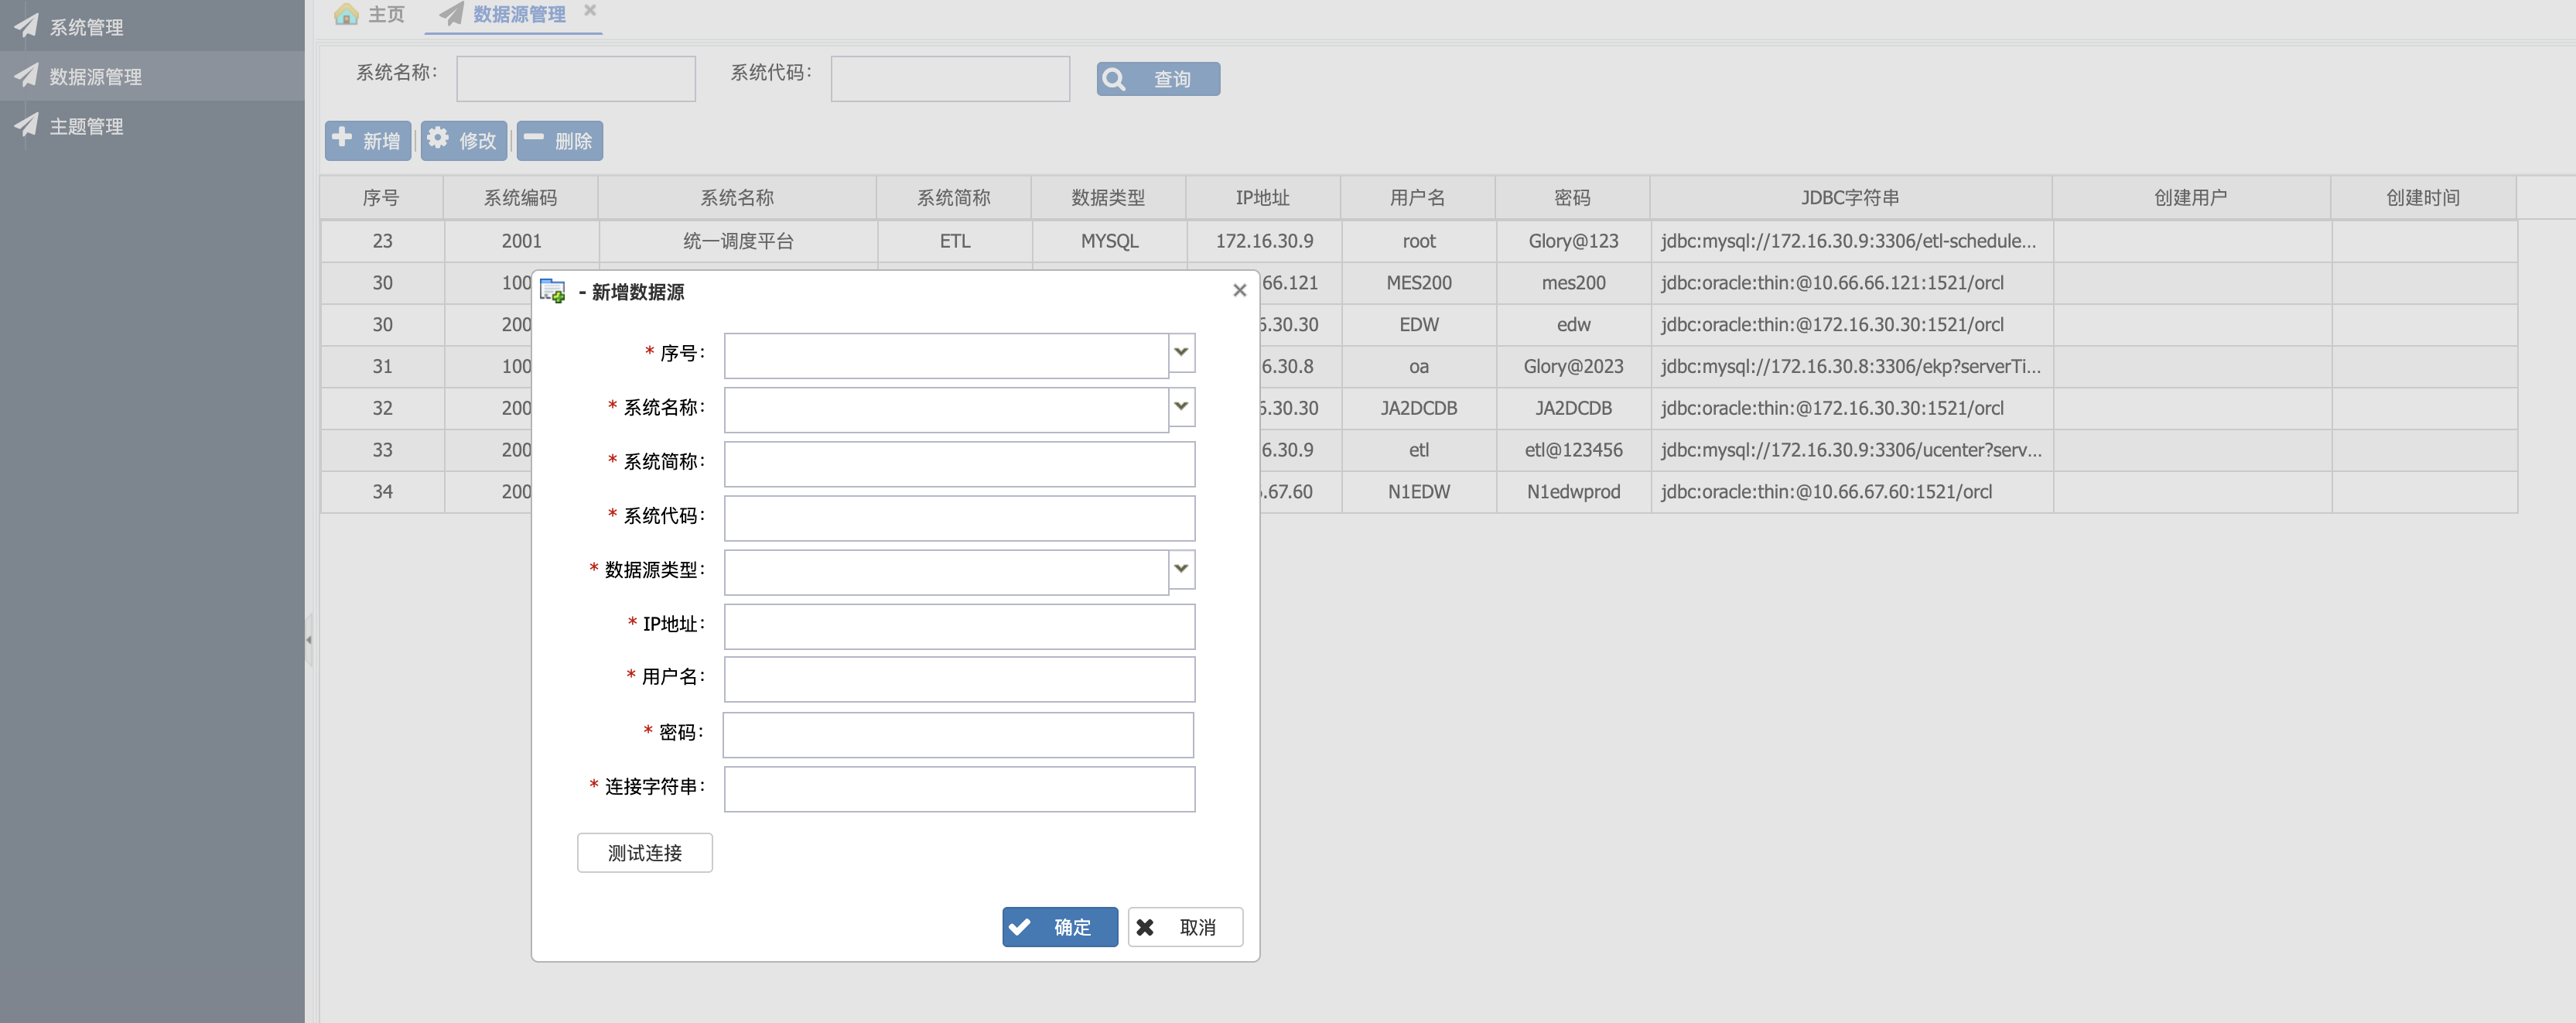 系统管理
数据源管理
主题管理
主页
数据源管理
系统名称：
系统代码：
查询
新增
修改
删除
序号 系统编码 系统名称 系统简称 数据类型 IP地址 用户名 密码 JDBC字符串 创建用户 创建时间
23 2001 统一调度平台 ETL MYSQL 172.16.30.9 root Glory@123 jdbc:mysql://172.16.30.9:3306/etl-schedule...
30 100 66.121 MES200 mes200 jdbc:oracle:thin:@10.66.66.121:1521/orcl
30 200 6.30.30 EDW edw jdbc:oracle:thin:@172.16.30.30:1521/orcl
31 100 6.30.8 oa Glory@2023 jdbc:mysql://172.16.30.8:3306/ekp?serverTi...
32 200 6.30.30 JA2DCDB JA2DCDB jdbc:oracle:thin:@172.16.30.30:1521/orcl
33 200 6.30.9 etl etl@123456 jdbc:mysql://172.16.30.9:3306/ucenter?serv...
34 200 .67.60 N1EDW N1edwprod jdbc:oracle:thin:@10.66.67.60:1521/orcl
- 新增数据源
* 序号：
* 系统名称：
* 系统简称：
* 系统代码：
* 数据源类型：
* IP地址：
* 用户名：
* 密码：
* 连接字符串：
测试连接
确定
取消